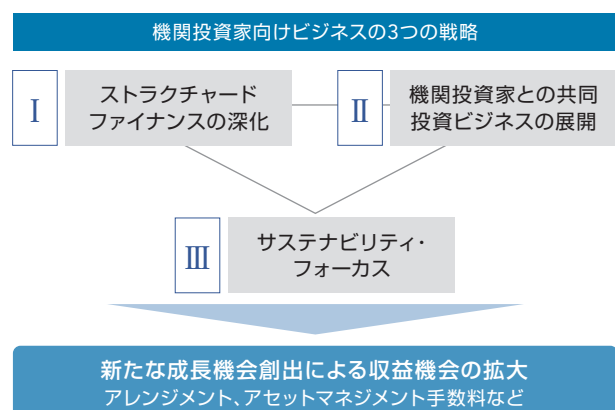 機関投資家向けビジネスの3つの戦略
Ⅰ
ストラクチャード
ファイナンスの深化
Ⅱ
機関投資家との共同
投資ビジネスの展開
Ⅲ
サステナビリティ・
フォーカス
新たな成長機会創出による収益機会の拡大
アレンジメント、アセットマネジメント手数料など